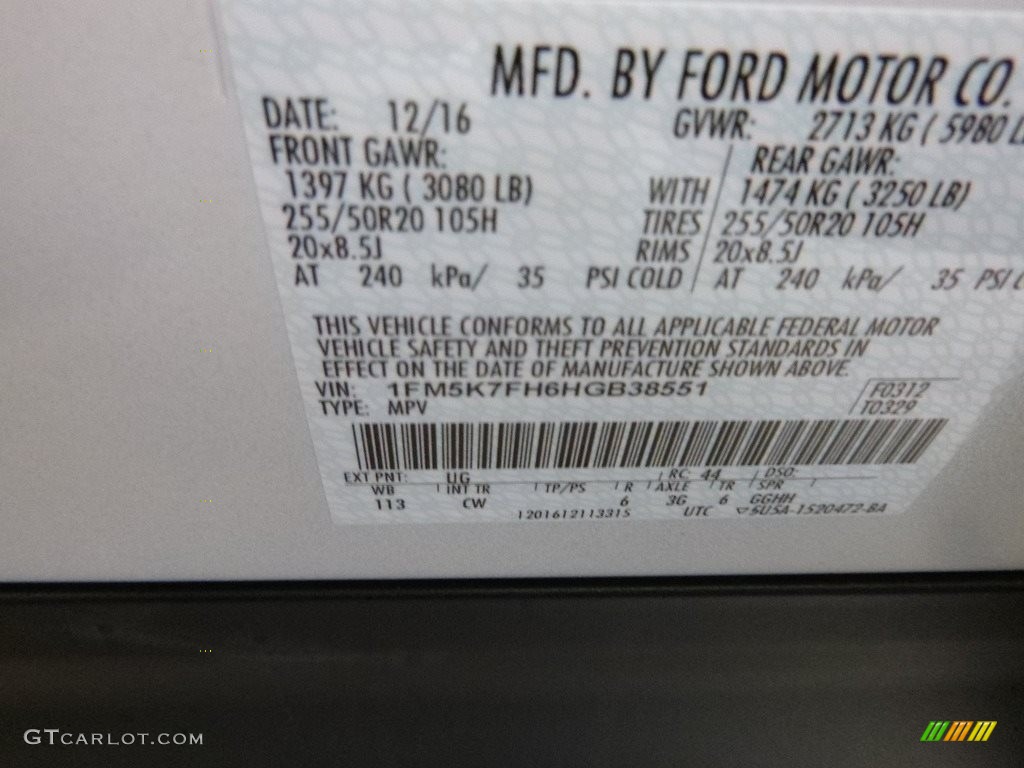 MFD. BY FORD MOTOR CO.
DATE: 12/16 GVWR: 2713 KG ( 5980 L
FRONT GAWR: REAR GAWR:
1397 KG ( 3080 LB) WITH 1474 KG ( 3250 LB)
255/50R20 105H TIRES 255/50R20 105H
20x8.5J RIMS 20x8.5J
AT 240 kPa/ 35 PSI COLD AT 240 kPa/ 35 PSI C
THIS VEHICLE CONFORMS TO ALL APPLICABLE FEDERAL MOTOR
VEHICLE SAFETY AND THEFT PREVENTION STANDARDS IN
EFFECT ON THE DATE OF MANUFACTURE SHOWN ABOVE.
VIN: 1FM5K7FH6HGB38551 F0312
TYPE: MPV T0329
EXT PNT: UG RC: 44 DSO:
WB INT TR TP/PS R AXLE TR SPR
113 CW 6 3G 6 GGHH
1201612113315 UTC ▽5U5A-1520472-BA
GTCARLOT.COM